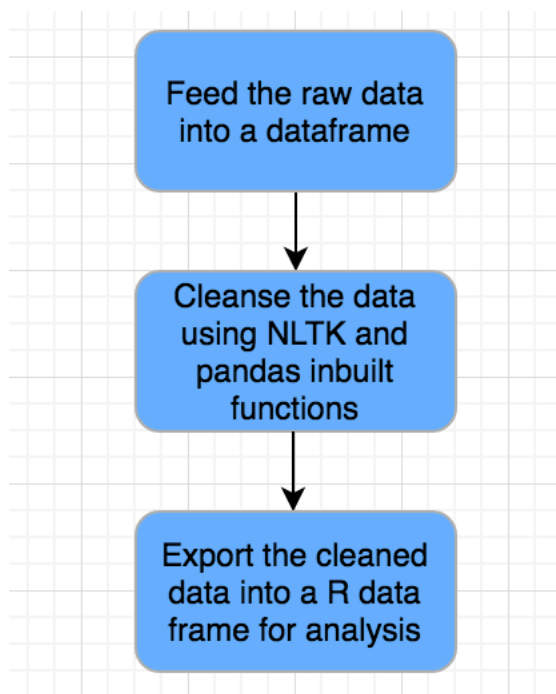 Feed the raw data
into a dataframe
Cleanse the data
using NLTK and
pandas inbuilt
functions
Export the cleaned
data into a R data
frame for analysis